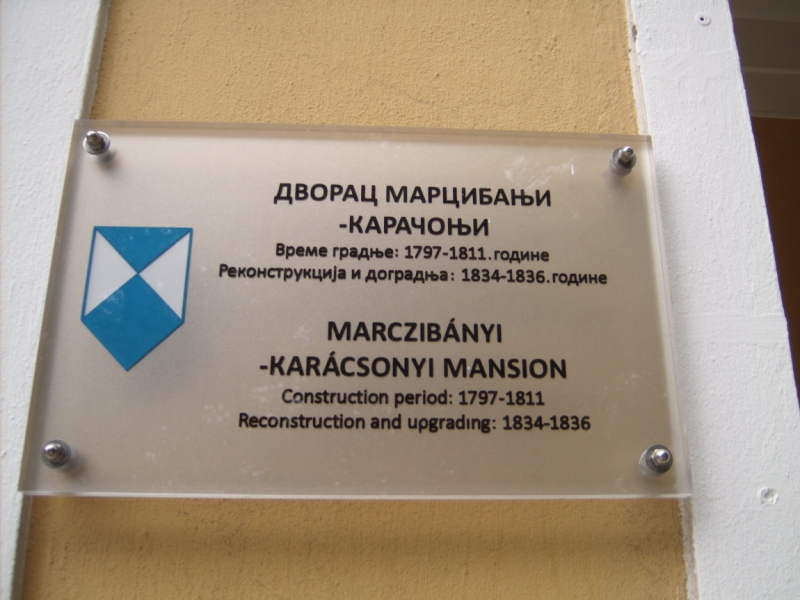 ДВОРАЦ МАРЦИБАЊИ
-КАРАЧОЊИ
Време градње: 1797-1811.године
Реконструкција и доградња: 1834-1836.године
MARCZIBÁNYI
-KARÁCSONYI MANSION
Construction period: 1797-1811
Reconstruction and upgrading: 1834-1836